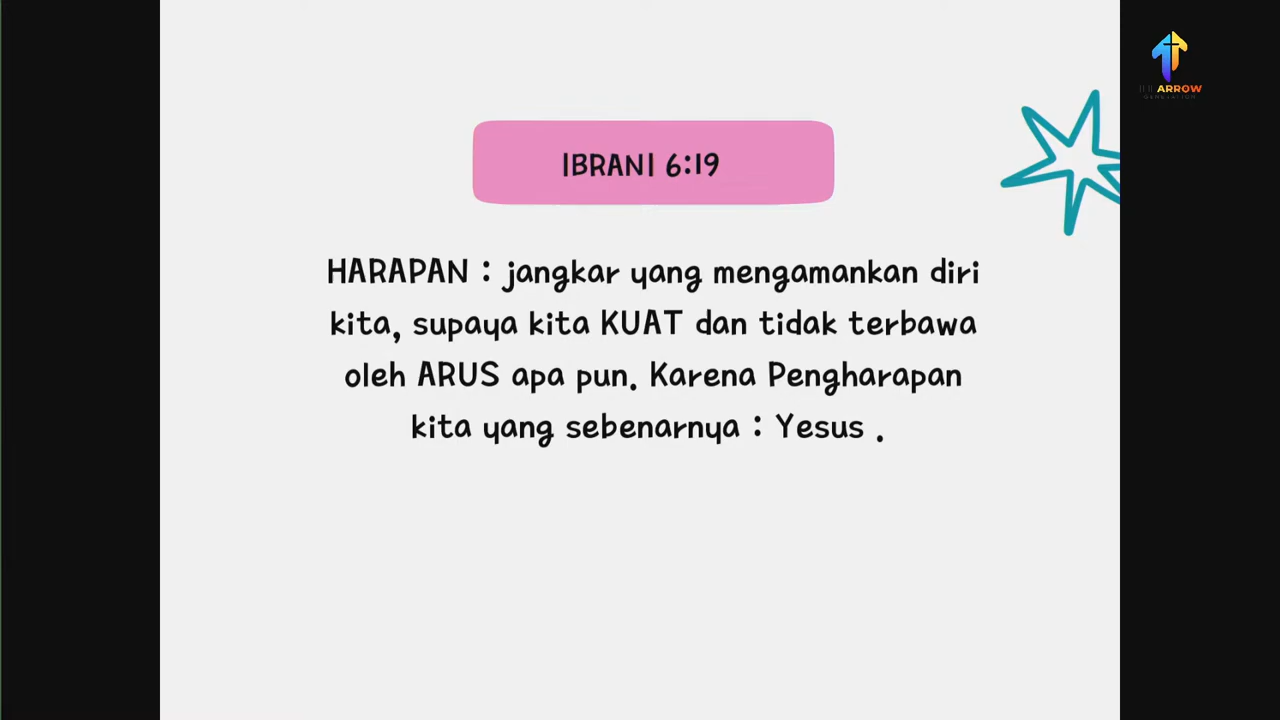 IBRANI 6:19
HARAPAN : jangkar yang mengamankan diri
kita, supaya kita KUAT dan tidak terbawa
oleh ARUS apa pun. Karena Pengharapan
kita yang sebenarnya : Yesus .
ARROW
GENERATION